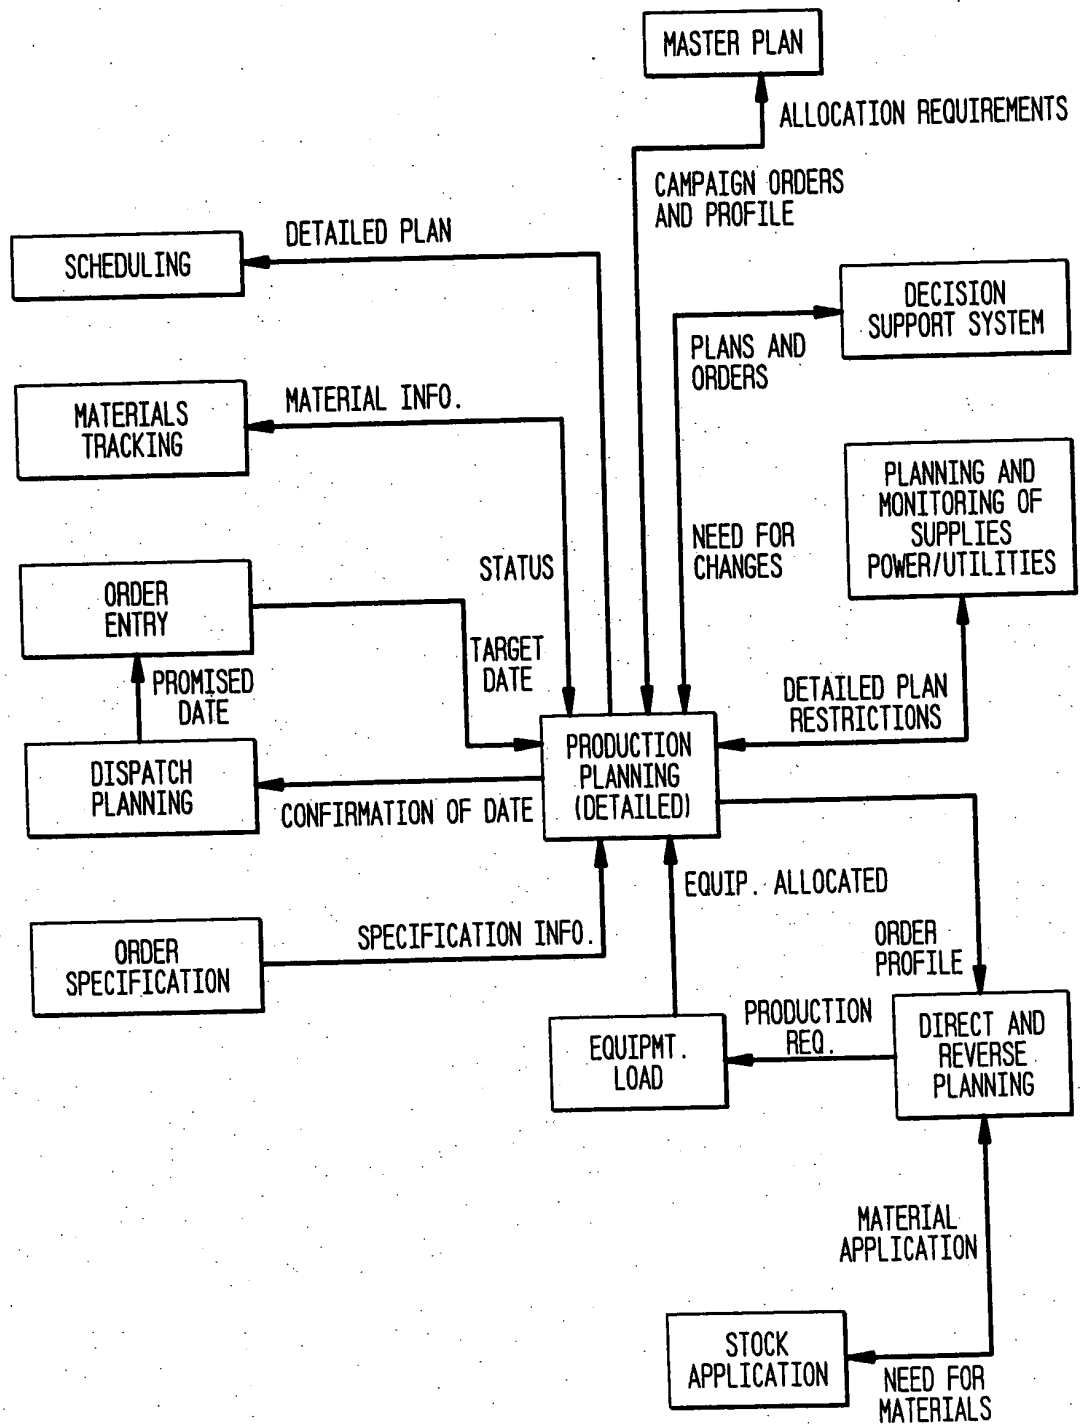 MASTER PLAN
ALLOCATION REQUIREMENTS
CAMPAIGN ORDERS
AND PROFILE
DETAILED PLAN
SCHEDULING
DECISION
SUPPORT SYSTEM
PLANS AND
ORDERS
MATERIAL INFO.
MATERIALS
TRACKING
PLANNING AND
MONITORING OF
SUPPLIES
POWER/UTILITIES
NEED FOR
CHANGES
STATUS
ORDER
ENTRY
TARGET
DATE
PROMISED
DATE
DETAILED PLAN
RESTRICTIONS
PRODUCTION
PLANNING
(DETAILED)
DISPATCH
PLANNING
CONFIRMATION OF DATE
EQUIP. ALLOCATED
SPECIFICATION INFO.
ORDER
SPECIFICATION
ORDER
PROFILE
PRODUCTION
REQ.
EQUIPMT.
LOAD
DIRECT AND
REVERSE
PLANNING
MATERIAL
APPLICATION
STOCK
APPLICATION
NEED FOR
MATERIALS